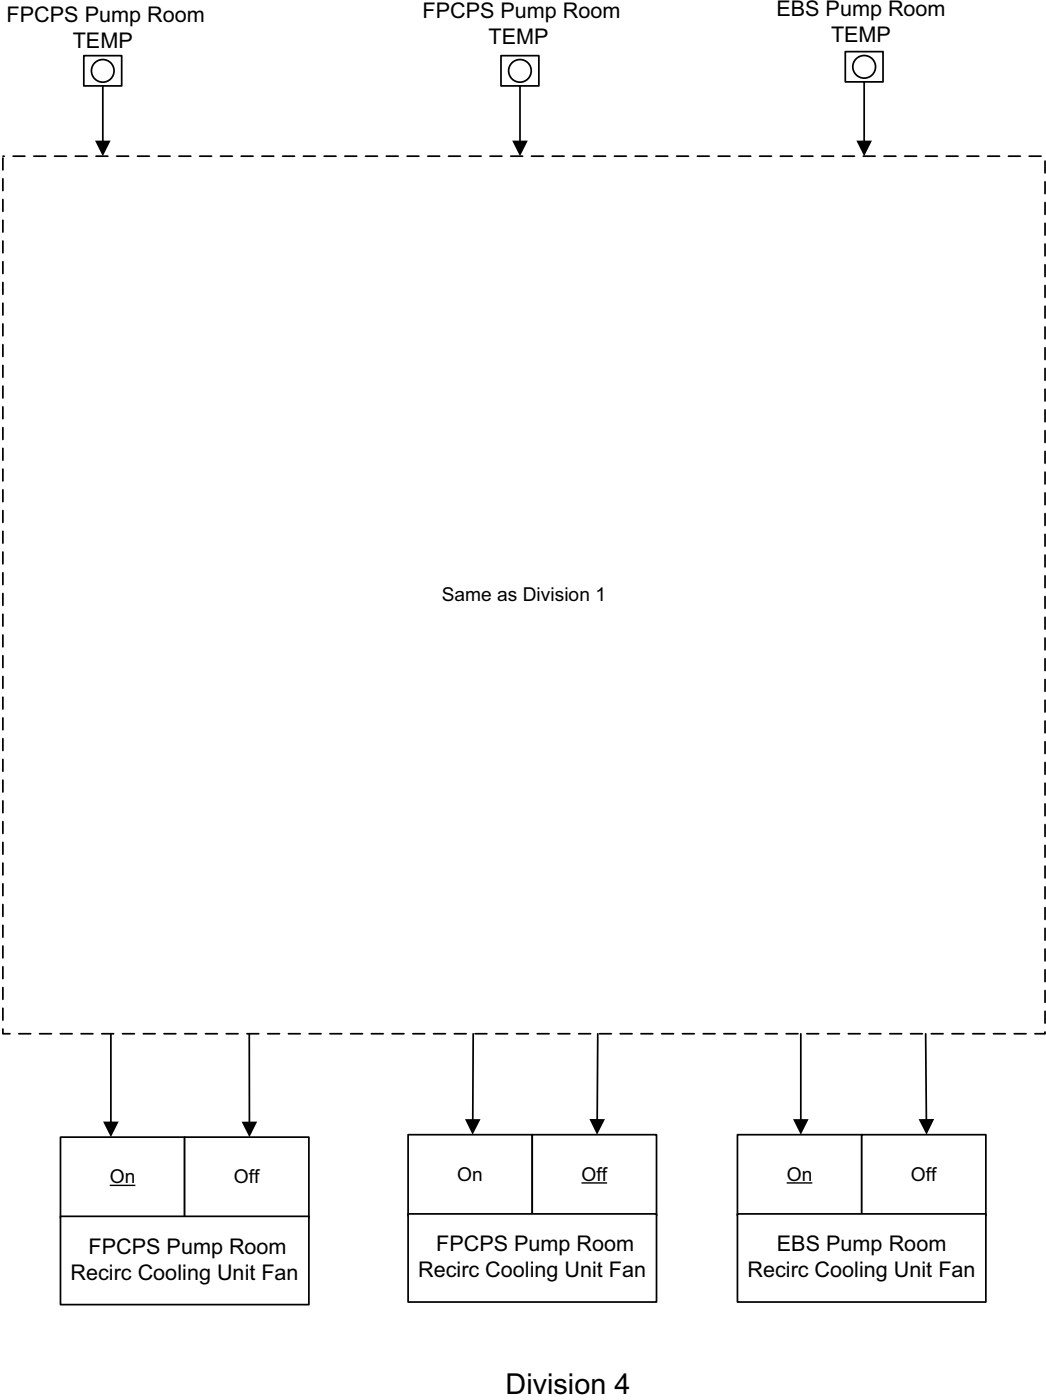 FPCPS Pump Room
TEMP
FPCPS Pump Room
TEMP
EBS Pump Room
TEMP
Same as Division 1
On
Off
FPCPS Pump Room
Recirc Cooling Unit Fan
On
Off
FPCPS Pump Room
Recirc Cooling Unit Fan
On
Off
EBS Pump Room
Recirc Cooling Unit Fan
Division 4